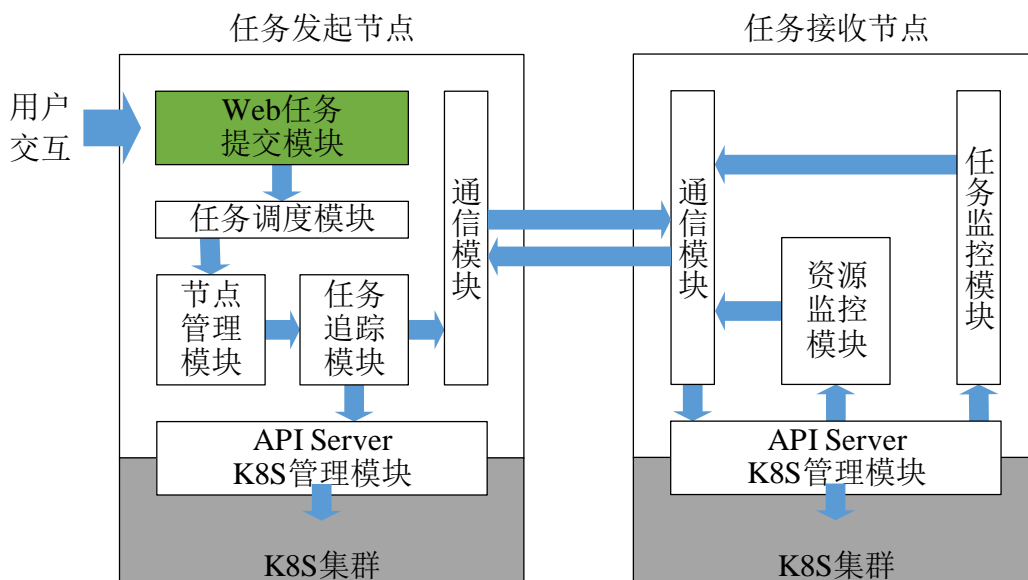 任务发起节点
用户
交互
Web任务
提交模块
任务调度模块
节点
管理
模块
任务
追踪
模块
通信模块
API Server
K8S管理模块
K8S集群
任务接收节点
通信模块
资源
监控
模块
任务监控模块
API Server
K8S管理模块
K8S集群